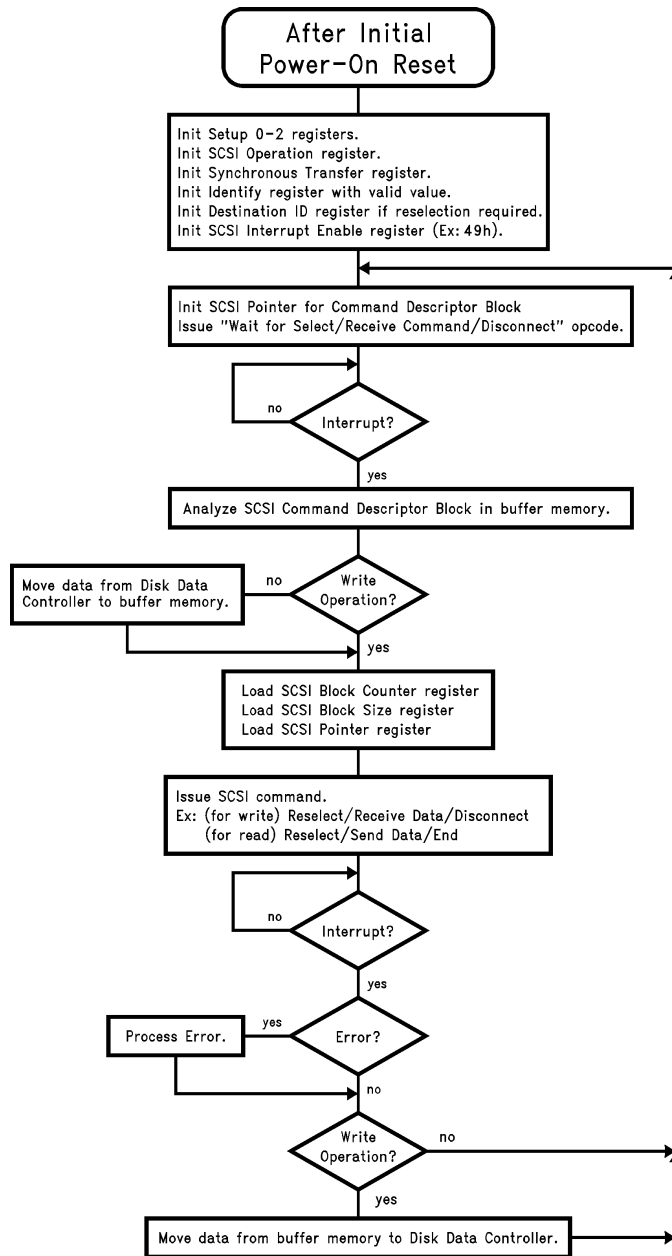 After Initial
Power-On Reset
Init Setup 0-2 registers.
Init SCSI Operation register.
Init Synchronous Transfer register.
Init Identify register with valid value.
Init Destination ID register if reselection required.
Init SCSI Interrupt Enable register (Ex: 49h).
Init SCSI Pointer for Command Descriptor Block
Issue "Wait for Select/Receive Command/Disconnect" opcode.
no
Interrupt?
yes
Analyze SCSI Command Descriptor Block in buffer memory.
Move data from Disk Data
Controller to buffer memory.
no
Write
Operation?
yes
Load SCSI Block Counter register
Load SCSI Block Size register
Load SCSI Pointer register
Issue SCSI command.
Ex: (for write) Reselect/Receive Data/Disconnect
(for read) Reselect/Send Data/End
no
Interrupt?
yes
Process Error.
yes
Error?
no
Write
Operation?
no
yes
Move data from buffer memory to Disk Data Controller.